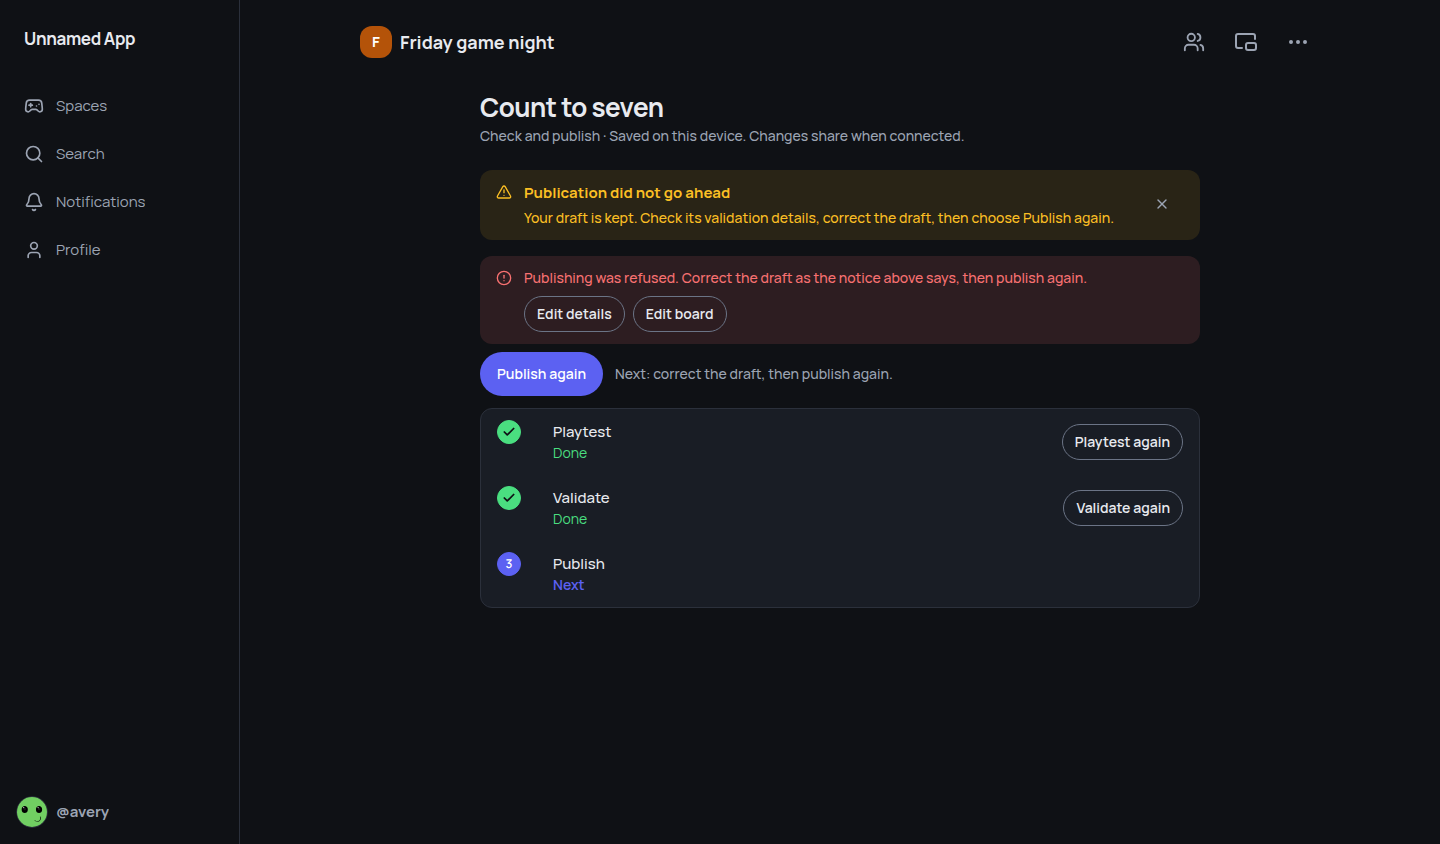 Unnamed App
Spaces
Search
Notifications
Profile
@avery
F Friday game night
Count to seven
Check and publish · Saved on this device. Changes share when connected.
Publication did not go ahead
Your draft is kept. Check its validation details, correct the draft, then choose Publish again.
Publishing was refused. Correct the draft as the notice above says, then publish again.
Edit details Edit board
Publish again Next: correct the draft, then publish again.
Playtest
Done
Playtest again
Validate
Done
Validate again
3 Publish
Next